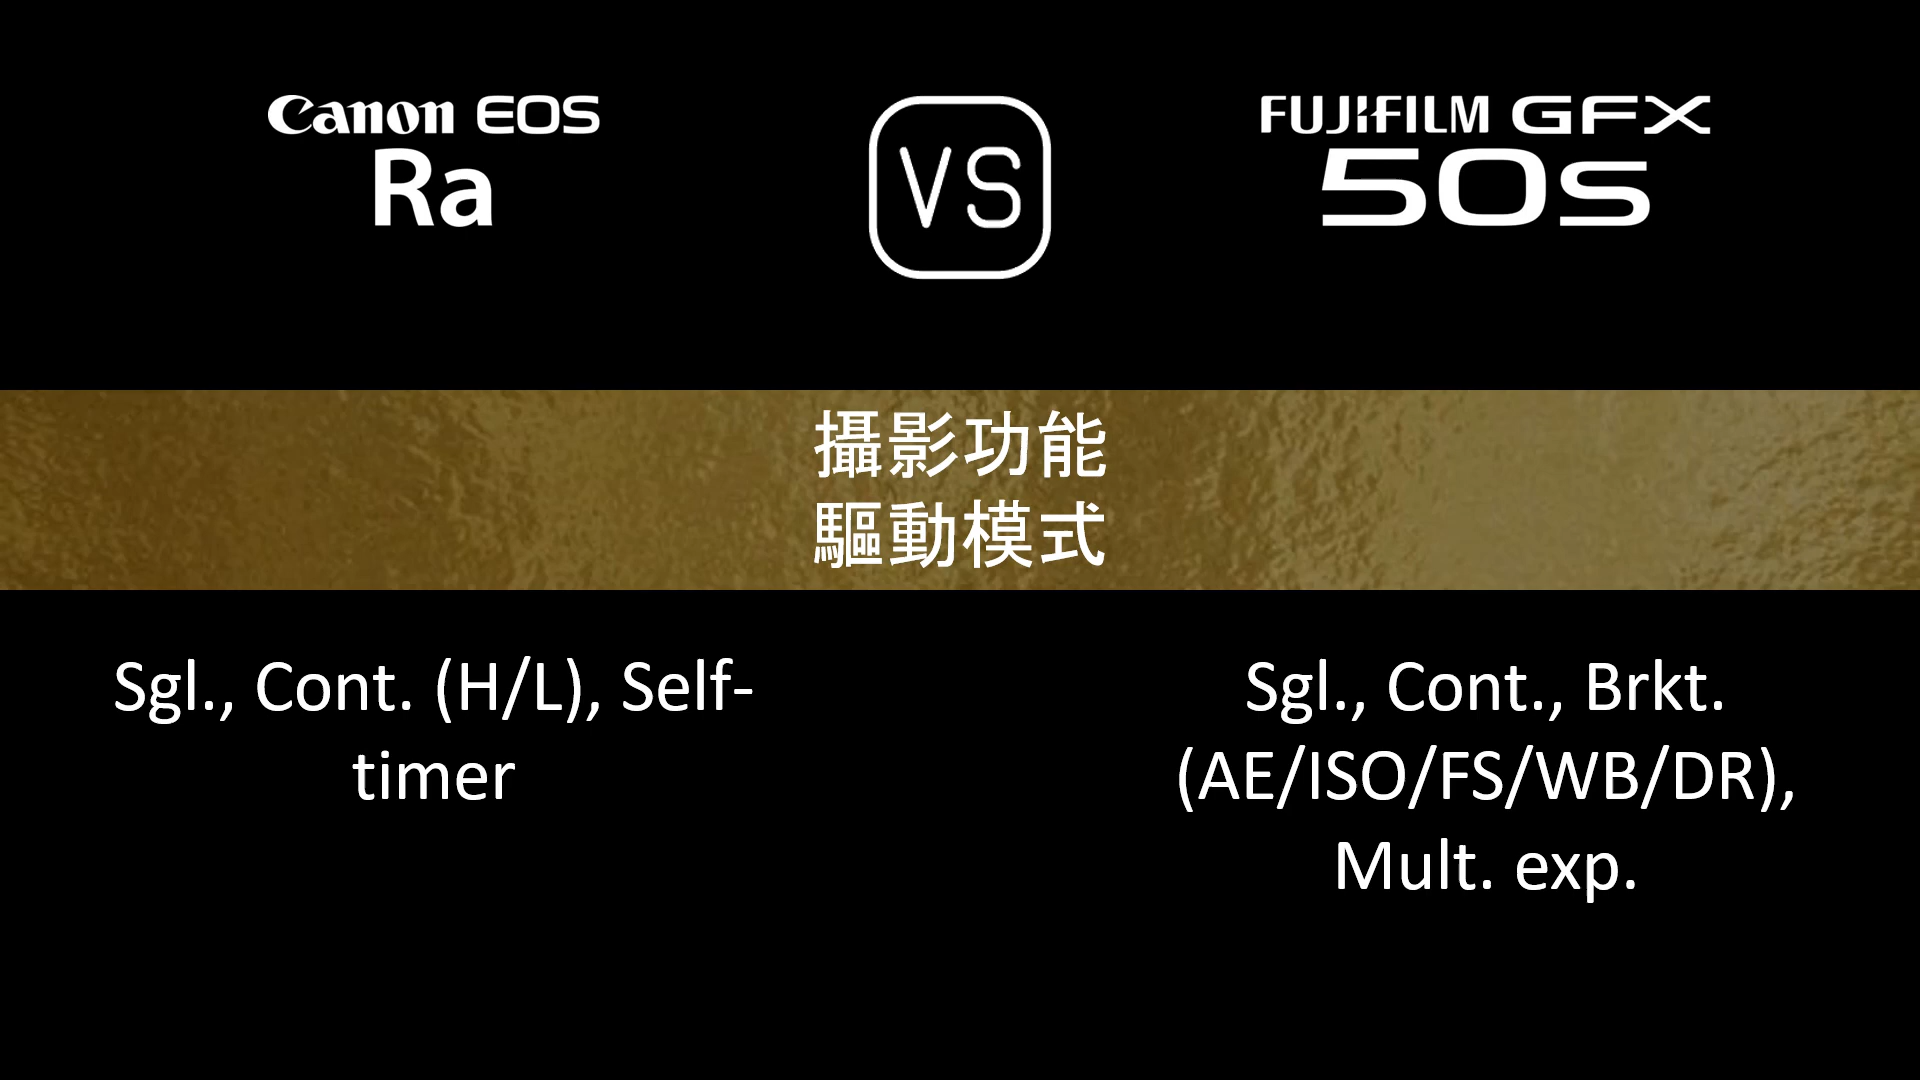 Canon EOS
Ra
VS
FUJIFILM GFX
50S
攝影功能
驅動模式
Sgl., Cont. (H/L), Self-
timer
Sgl., Cont., Brkt.
(AE/ISO/FS/WB/DR),
Mult. exp.